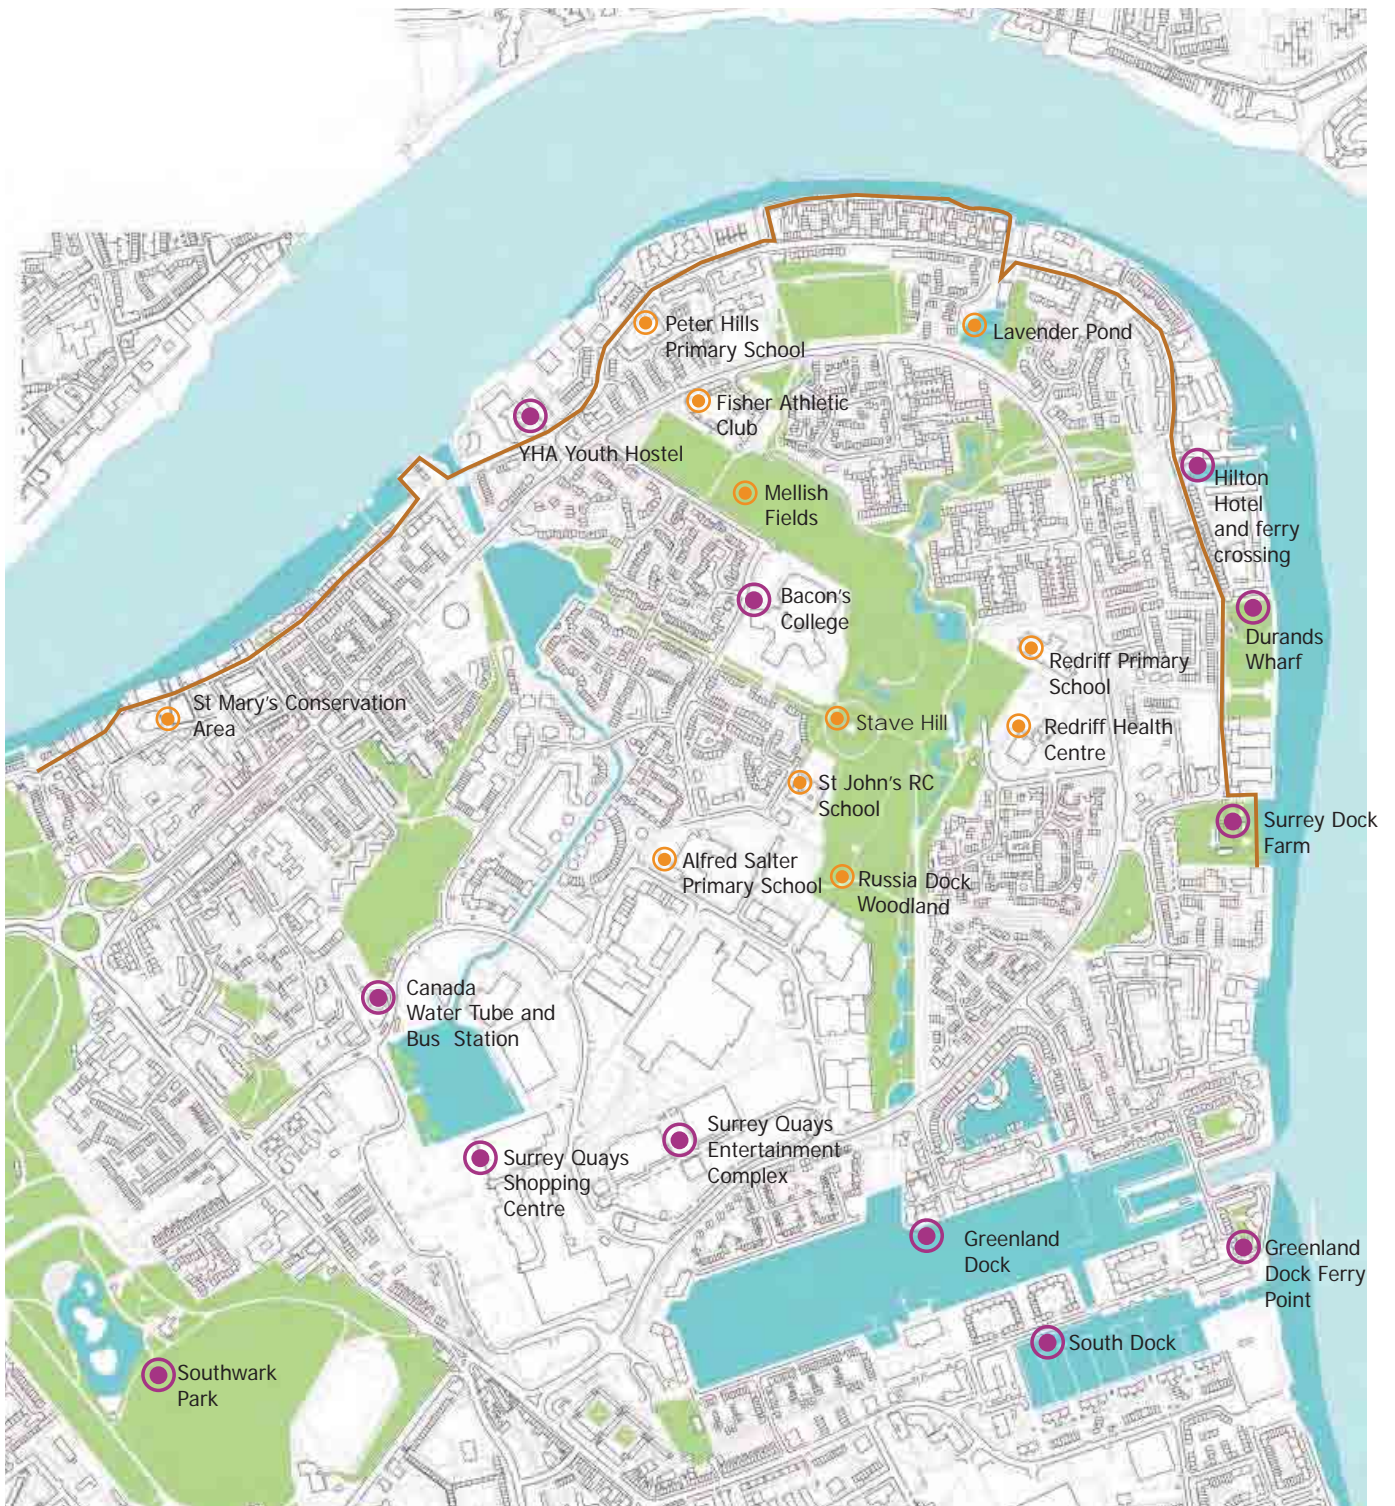 Peter Hills
Primary School
Lavender Pond
Fisher Athletic
Club
YHA Youth Hostel
Hilton
Hotel
and ferry
crossing
Mellish
Fields
Bacon's
College
Durands
Wharf
Redriff Primary
School
St Mary's Conservation
Area
Stave Hill
Redriff Health
Centre
St John's RC
School
Surrey Dock
Farm
Alfred Salter
Primary School
Russia Dock
Woodland
Canada
Water Tube and
Bus Station
Surrey Quays
Entertainment
Complex
Surrey Quays
Shopping
Centre
Greenland
Dock
Greenland
Dock Ferry
Point
South Dock
Southwark
Park